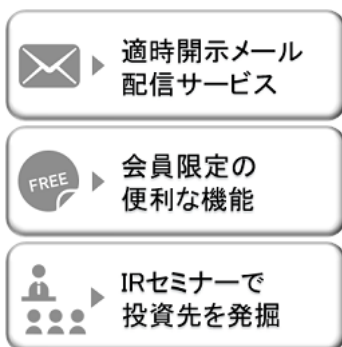 適時開示メール
配信サービス
FREE
会員限定の
便利な機能
IRセミナーで
投資先を発掘